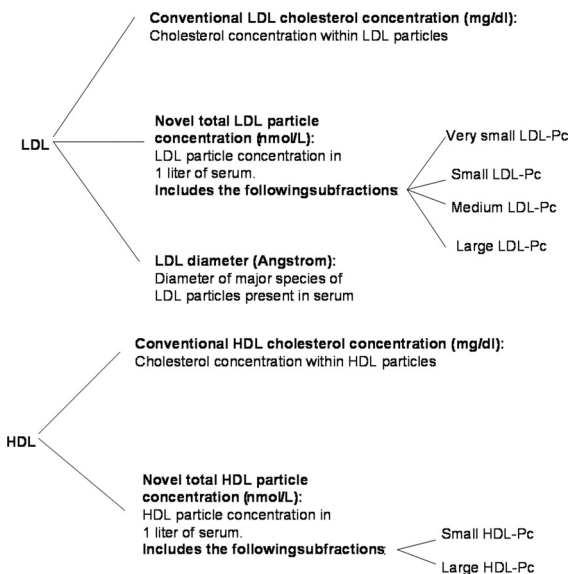 Conventional LDL cholesterol concentration (mg/dl):
Cholesterol concentration within LDL particles
LDL
Novel total LDL particle
concentration (nmol/L):
LDL particle concentration in
1 liter of serum.
Includes the followingsubfractions:
Very small LDL-Pc
Small LDL-Pc
Medium LDL-Pc
Large LDL-Pc
LDL diameter (Angstrom):
Diameter of major species of
LDL particles present in serum
Conventional HDL cholesterol concentration (mg/dl):
Cholesterol concentration within HDL particles
HDL
Novel total HDL particle
concentration (nmol/L):
HDL particle concentration in
1 liter of serum.
Includes the followingsubfractions:
Small HDL-Pc
Large HDL-Pc